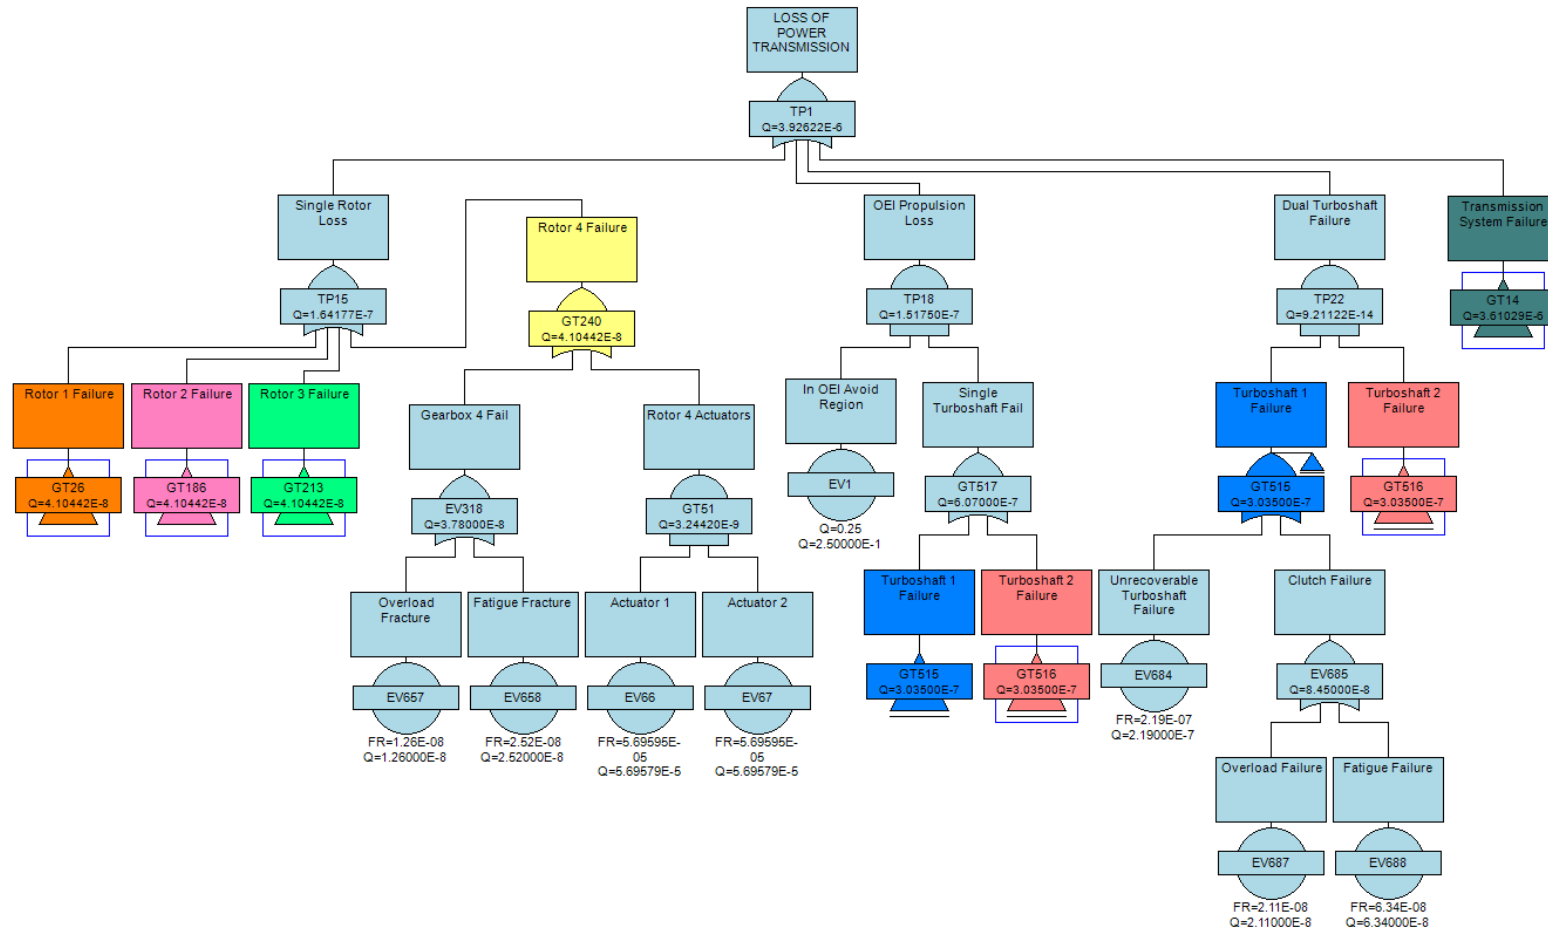 LOSS OF
POWER
TRANSMISSION
TP1
Q=3.92622E-6
Single Rotor
Loss
TP15
Q=1.64177E-7
Rotor 4 Failure
GT240
Q=4.10442E-8
OEI Propulsion
Loss
TP18
Q=1.51750E-7
Dual Turboshaft
Failure
TP22
Q=9.21122E-14
Transmission
System Failure
GT14
Q=3.61029E-6
Rotor 1 Failure
GT26
Q=4.10442E-8
Rotor 2 Failure
GT186
Q=4.10442E-8
Rotor 3 Failure
GT213
Q=4.10442E-8
Gearbox 4 Fail
EV318
Q=3.78000E-8
Rotor 4 Actuators
GT51
Q=3.24420E-9
In OEI Avoid
Region
EV1
Q=0.25
Q=2.50000E-1
Single
Turboshaft Fail
GT517
Q=6.07000E-7
Turboshaft 1
Failure
GT515
Q=3.03500E-7
Turboshaft 2
Failure
GT516
Q=3.03500E-7
Overload
Fracture
EV657
FR=1.26E-08
Q=1.26000E-8
Fatigue Fracture
EV658
FR=2.52E-08
Q=2.52000E-8
Actuator 1
EV66
FR=5.69595E-
05
Q=5.69579E-5
Actuator 2
EV67
FR=5.69595E-
05
Q=5.69579E-5
Turboshaft 1
Failure
GT515
Q=3.03500E-7
Turboshaft 2
Failure
GT516
Q=3.03500E-7
Unrecoverable
Turboshaft
Failure
EV684
FR=2.19E-07
Q=2.19000E-7
Clutch Failure
EV685
Q=8.45000E-8
Overload Failure
EV687
FR=2.11E-08
Q=2.11000E-8
Fatigue Failure
EV688
FR=6.34E-08
Q=6.34000E-8